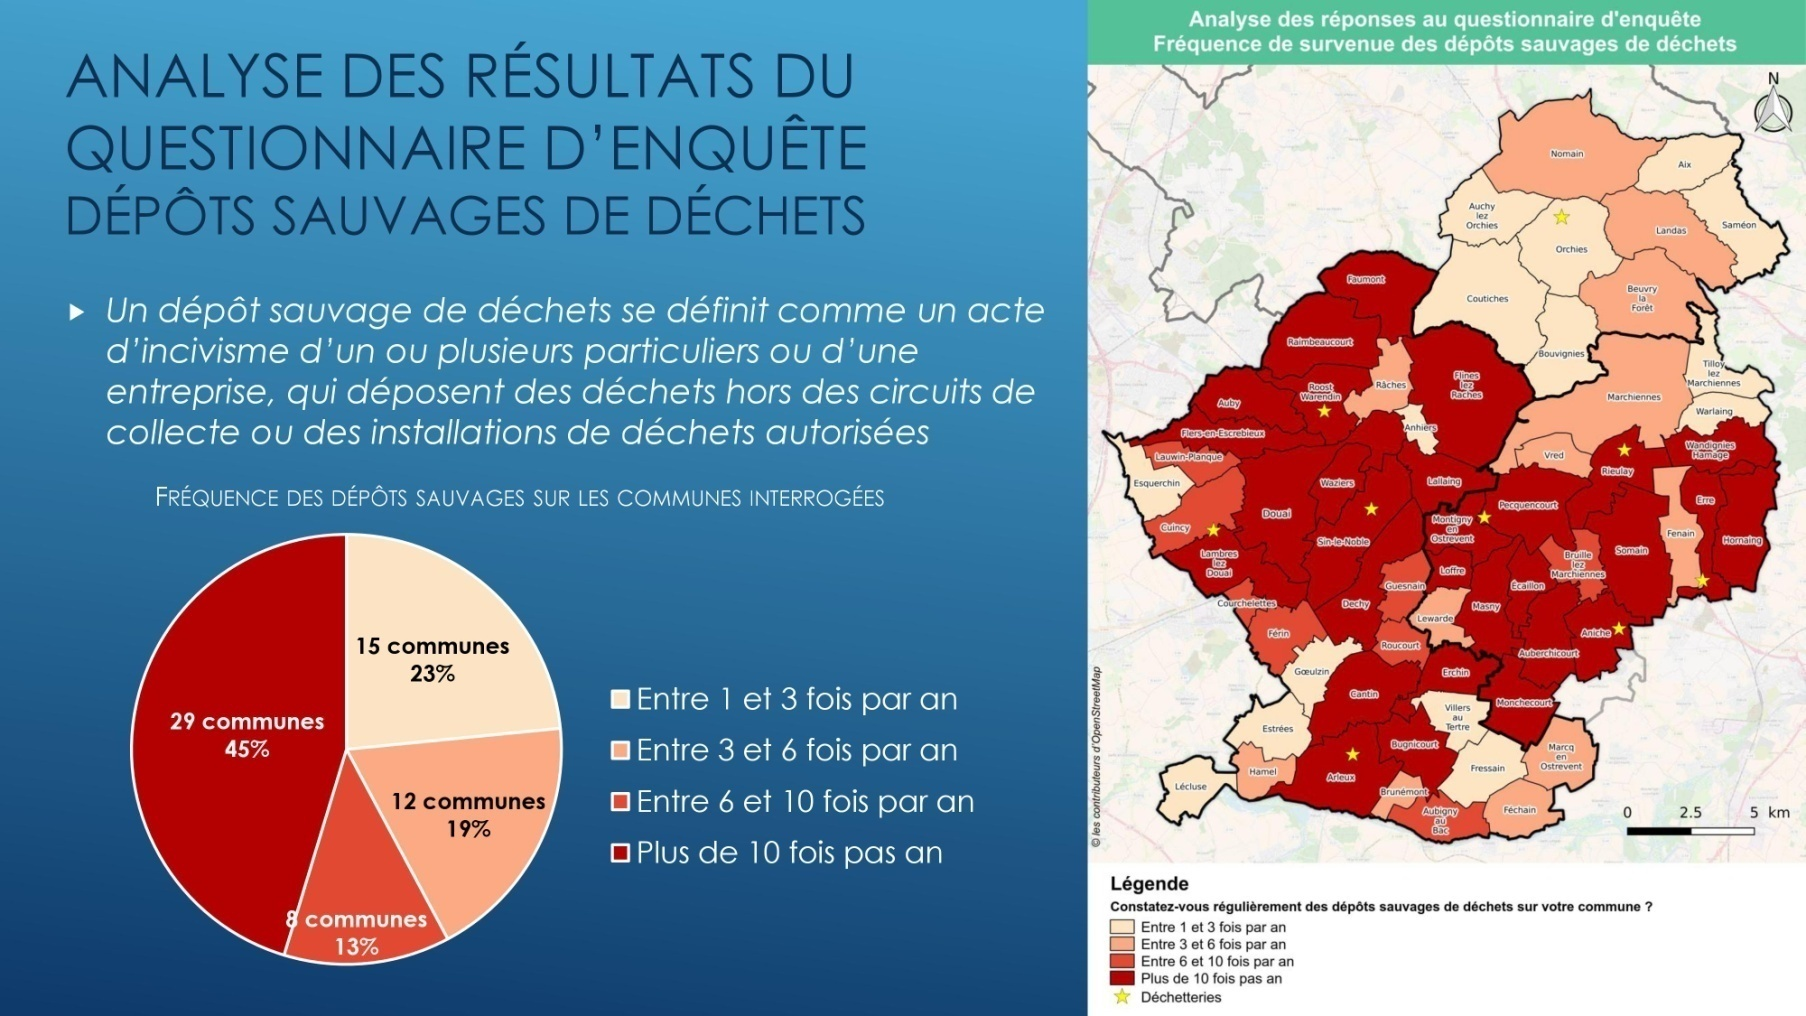 ANALYSE DES RÉSULTATS DU
QUESTIONNAIRE D’ENQUÊTE
DÉPÔTS SAUVAGES DE DÉCHETS
Un dépôt sauvage de déchets se définit comme un acte
d’incivisme d’un ou plusieurs particuliers ou d’une
entreprise, qui déposent des déchets hors des circuits de
collecte ou des installations de déchets autorisées
FRÉQUENCE DES DÉPÔTS SAUVAGES SUR LES COMMUNES INTERROGÉES
15 communes
23%
29 communes
45%
12 communes
19%
8 communes
13%
Entre 1 et 3 fois par an
Entre 3 et 6 fois par an
Entre 6 et 10 fois par an
Plus de 10 fois pas an
Analyse des réponses au questionnaire d'enquête
Fréquence de survenue des dépôts sauvages de déchets
N
Nomain
Aix
Auchy
lez
Orchies
Orchies
Landas
Saméon
Faumont
Coutiches
Beuvry
la
Forêt
Raimbeaucourt
Bouvignies
Tilloy
lez
Marchiennes
Roost
Warendin
Râches
Flines
lez
Raches
Marchiennes
Auby
Warlaing
Flers-en-Escrebieux
Anhiers
Lauwin-Planque
Vred
Wandignies
Hamage
Rieulay
Esquerchin
Waziers
Lallaing
Erre
Cuincy
Douai
Pecquencourt
Montigny
en
Ostrevent
Fenain
Hornaing
Sin-le-Noble
Somain
Lambres
lez
Douai
Bruille
lez
Marchiennes
Loffre
Guesnain
Écaillon
Courchelettes
Dechy
Masny
Lewarde
Férin
Aniche
Roucourt
Auberchicourt
Gœulzin
Erchin
Cantin
Monchecourt
Villers
au
Tertre
Estrées
Bugnicourt
Marcq
en
Ostrevent
Hamel
Arleux
Fressain
Lécluse
Brunémont
Aubigny
au
Bac
Féchain
0 2.5 5 km
© les contributeurs d'OpenStreetMap
Légende
Constatez-vous régulièrement des dépôts sauvages de déchets sur votre commune ?
Entre 1 et 3 fois par an
Entre 3 et 6 fois par an
Entre 6 et 10 fois par an
Plus de 10 fois pas an
Déchetteries